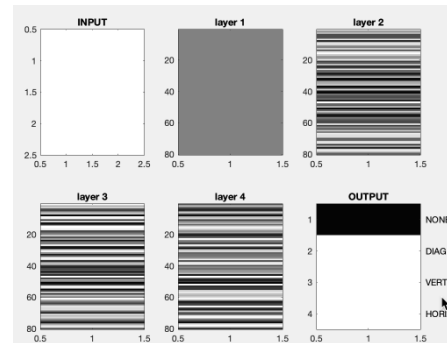 INPUT
0.5
1
1.5
2
2.5
0.5 1 1.5 2 2.5
layer 1
20
40
60
80
0.5 1 1.5
layer 2
20
40
60
80
0.5 1 1.5
layer 3
20
40
60
80
0.5 1 1.5
layer 4
20
40
60
80
0.5 1 1.5
OUTPUT
1 NONE
2 DIAG
3 VERT
4 HORI
0.5 1 1.5